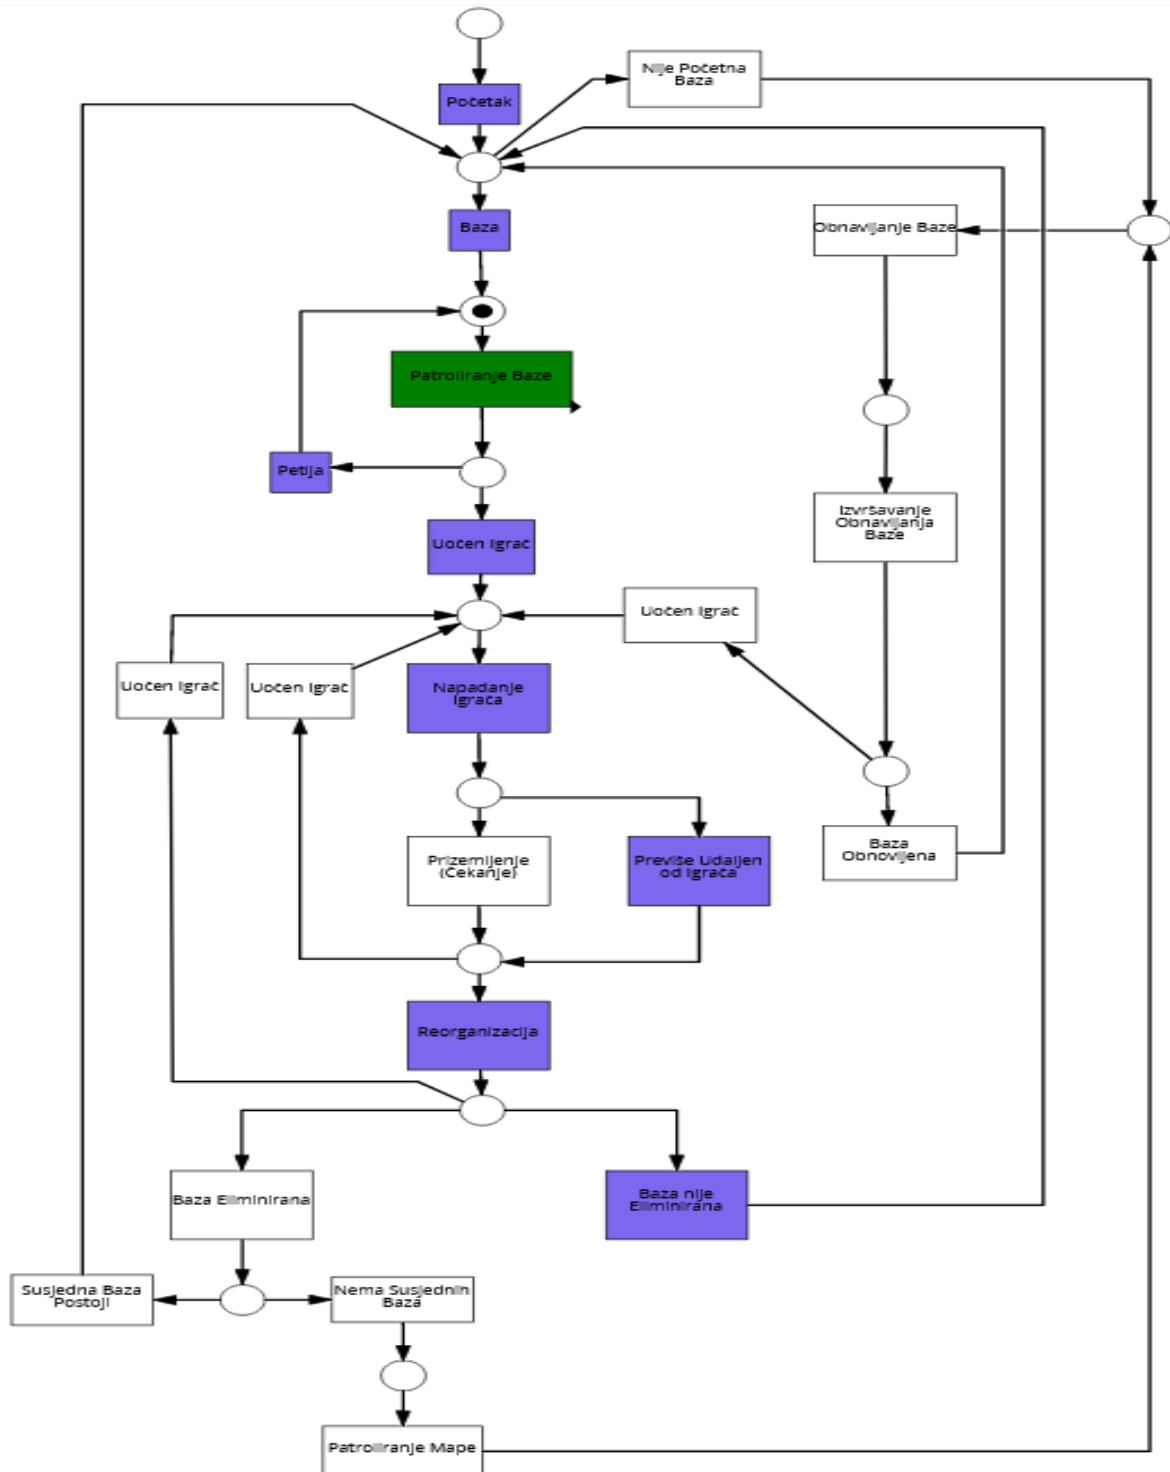 Nije Početna
Baza
Početak
Baza
Obnavljanje Baze
Patroliranje Baze
Petlja
Izvršavanje
Obnavljanja
Baze
Uočen Igrač
Uočen Igrač
Uočen Igrač
Uočen Igrač
Napadanje
Igrača
Prizemljenje
(Čekanje)
Previše Udaljen
od Igrača
Baza
Obnovljena
Reorganizacija
Baza Eliminirana
Baza nije
Eliminirana
Susjedna Baza
Postoji
Nema Susjednih
Baza
Patroliranje Mape